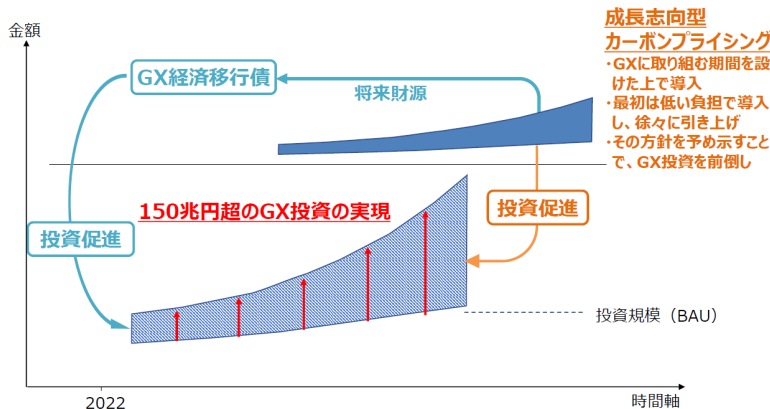 金額
成長志向型
カーボンプライシング
・GXに取り組む期間を設
けた上で導入
・最初は低い負担で導入
し、徐々に引き上げ
・その方針を予め示すこと
で、GX投資を前倒し
GX経済移行債
将来財源
150兆円超のGX投資の実現
投資促進
投資促進
投資規模（BAU）
2022
時間軸